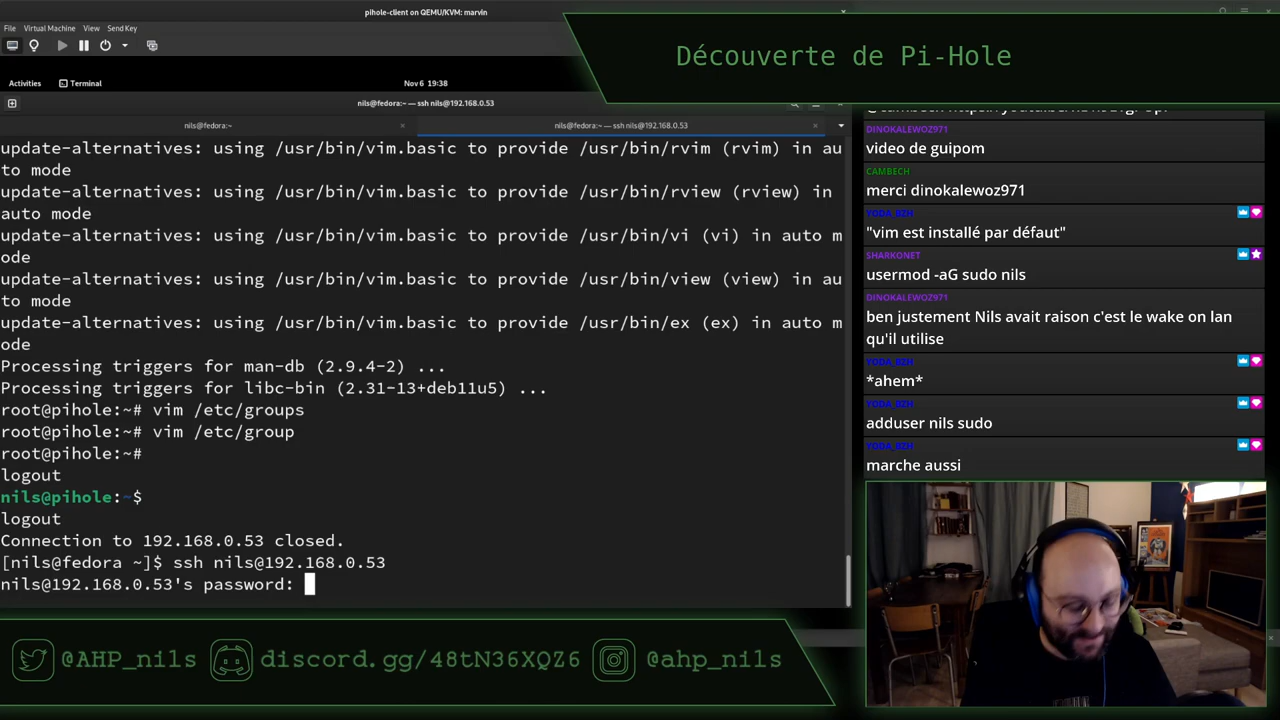 pihole-client on QEMU/KVM: marvin
File Virtual Machine View Send Key
Découverte de Pi-Hole
Activities Terminal Nov 6 19:38
nils@fedora:~ — ssh nils@192.168.0.53
nils@fedora:~ nils@fedora:~ — ssh nils@192.168.0.53
update-alternatives: using /usr/bin/vim.basic to provide /usr/bin/rvim (rvim) in au
to mode
update-alternatives: using /usr/bin/vim.basic to provide /usr/bin/rview (rview) in
auto mode
update-alternatives: using /usr/bin/vim.basic to provide /usr/bin/vi (vi) in auto m
ode
update-alternatives: using /usr/bin/vim.basic to provide /usr/bin/view (view) in au
to mode
update-alternatives: using /usr/bin/vim.basic to provide /usr/bin/ex (ex) in auto m
ode
Processing triggers for man-db (2.9.4-2) ...
Processing triggers for libc-bin (2.31-13+deb11u5) ...
root@pihole:~# vim /etc/groups
root@pihole:~# vim /etc/group
root@pihole:~#
logout
nils@pihole:~$
logout
Connection to 192.168.0.53 closed.
[nils@fedora ~]$ ssh nils@192.168.0.53
nils@192.168.0.53's password:
DINOKALEWOZ971
video de guipom
CAMBECH
merci dinokalewoz971
YODA_BZH
"vim est installé par défaut"
SHARKONET
usermod -aG sudo nils
DINOKALEWOZ971
ben justement Nils avait raison c'est le wake on lan
qu'il utilise
YODA_BZH
*ahem*
YODA_BZH
adduser nils sudo
YODA_BZH
marche aussi
@AHP_nils discord.gg/48tN36XQZ6 @ahp_nils